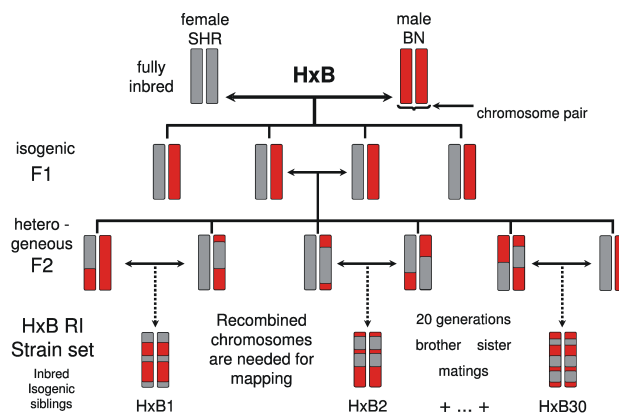 female
SHR
male
BN
fully
inbred
HxB
chromosome pair
isogenic
F1
hetero -
geneous
F2
HxB RI
Strain set
Inbred
Isogenic
siblings
Recombined
chromosomes
are needed for
mapping
20 generations
brother sister
matings
HxB1
HxB2
+ ... +
HxB30